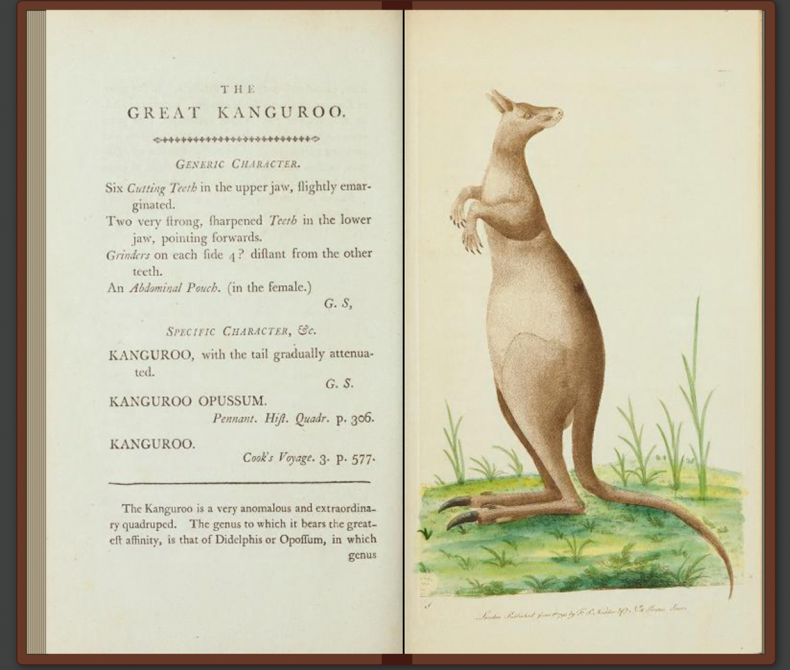 THE
GREAT KANGUROO.
GENERIC CHARACTER.
Six Cutting Teeth in the upper jaw, ſlightly emar-
ginated.
Two very ſtrong, ſharpened Teeth in the lower
jaw, pointing forwards.
Grinders on each ſide 4? diſtant from the other
teeth.
An Abdominal Pouch. (in the female.)
G. S,
SPECIFIC CHARACTER, &c.
KANGUROO, with the tail gradually attenua-
ted.
G. S.
KANGUROO OPUSSUM.
Pennant. Hiſt. Quadr. p. 306.
KANGUROO.
Cook's Voyage. 3. p. 577.
The Kanguroo is a very anomalous and extraordina-
ry quadruped. The genus to which it bears the great-
eſt affinity, is that of Didelphis or Opoſſum, in which
genus
London Published by